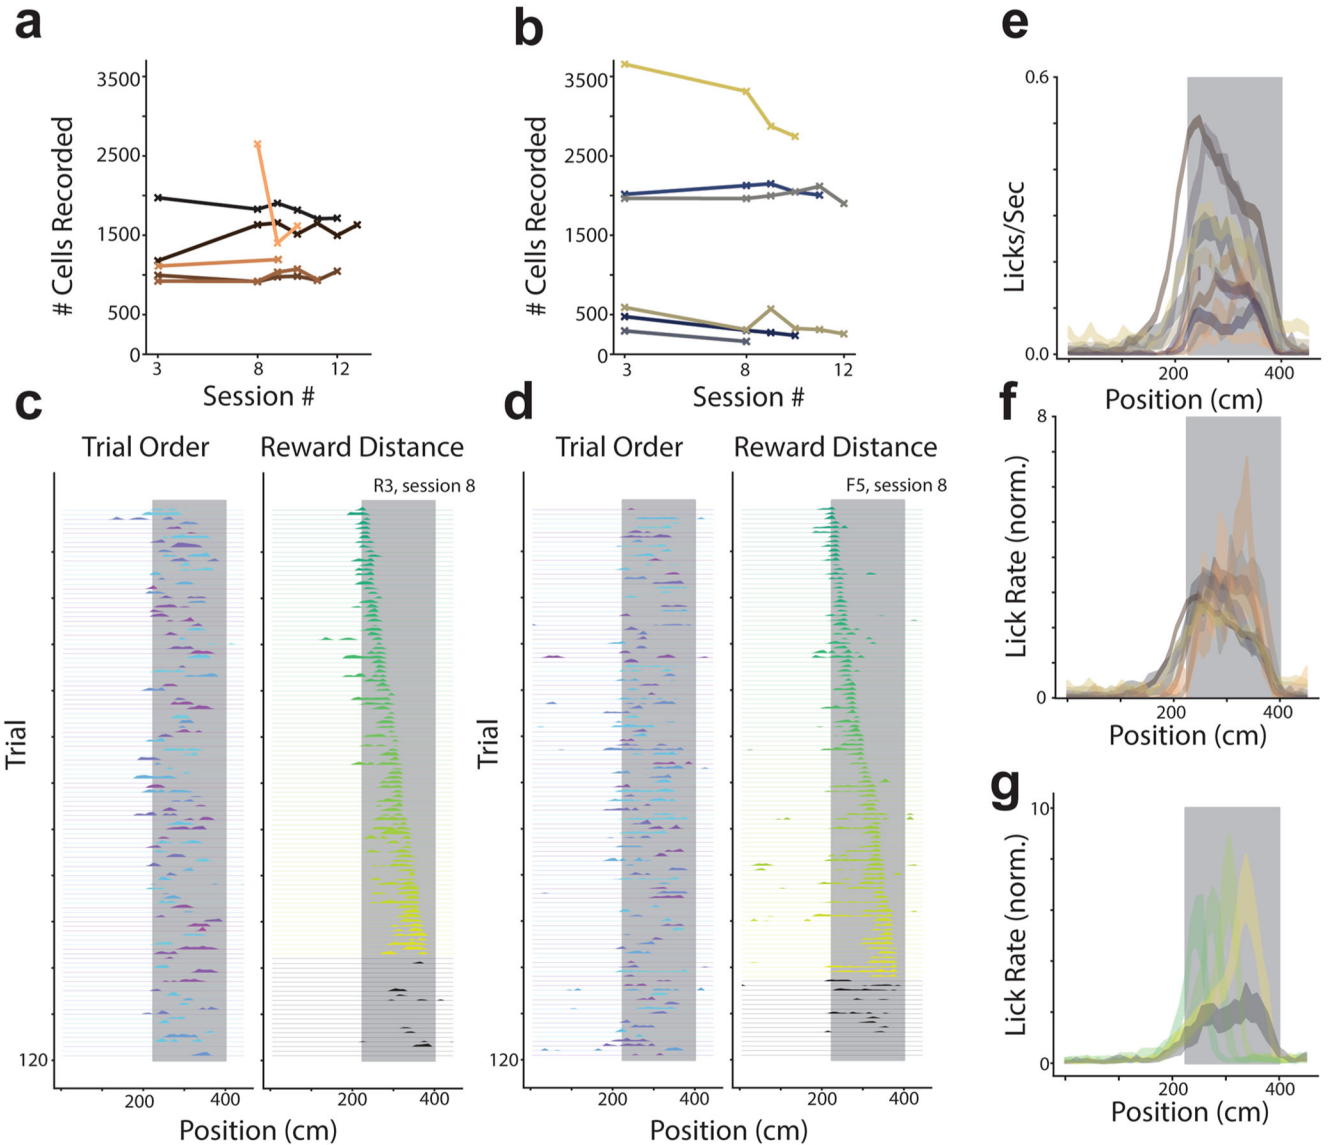 a
# Cells Recorded
3500
2500
1500
500
0
3
8
12
Session #
b
# Cells Recorded
3500
2500
1500
500
0
3
8
12
Session #
c
Trial Order
Reward Distance
R3, session 8
Trial
120
200
400
200
400
Position (cm)
d
Trial Order
Reward Distance
F5, session 8
Trial
120
200
400
200
400
Position (cm)
e
Licks/Sec
0.6
0.0
200
400
Position (cm)
f
Lick Rate (norm.)
8
0
200
400
Position (cm)
g
Lick Rate (norm.)
10
0
200
400
Position (cm)